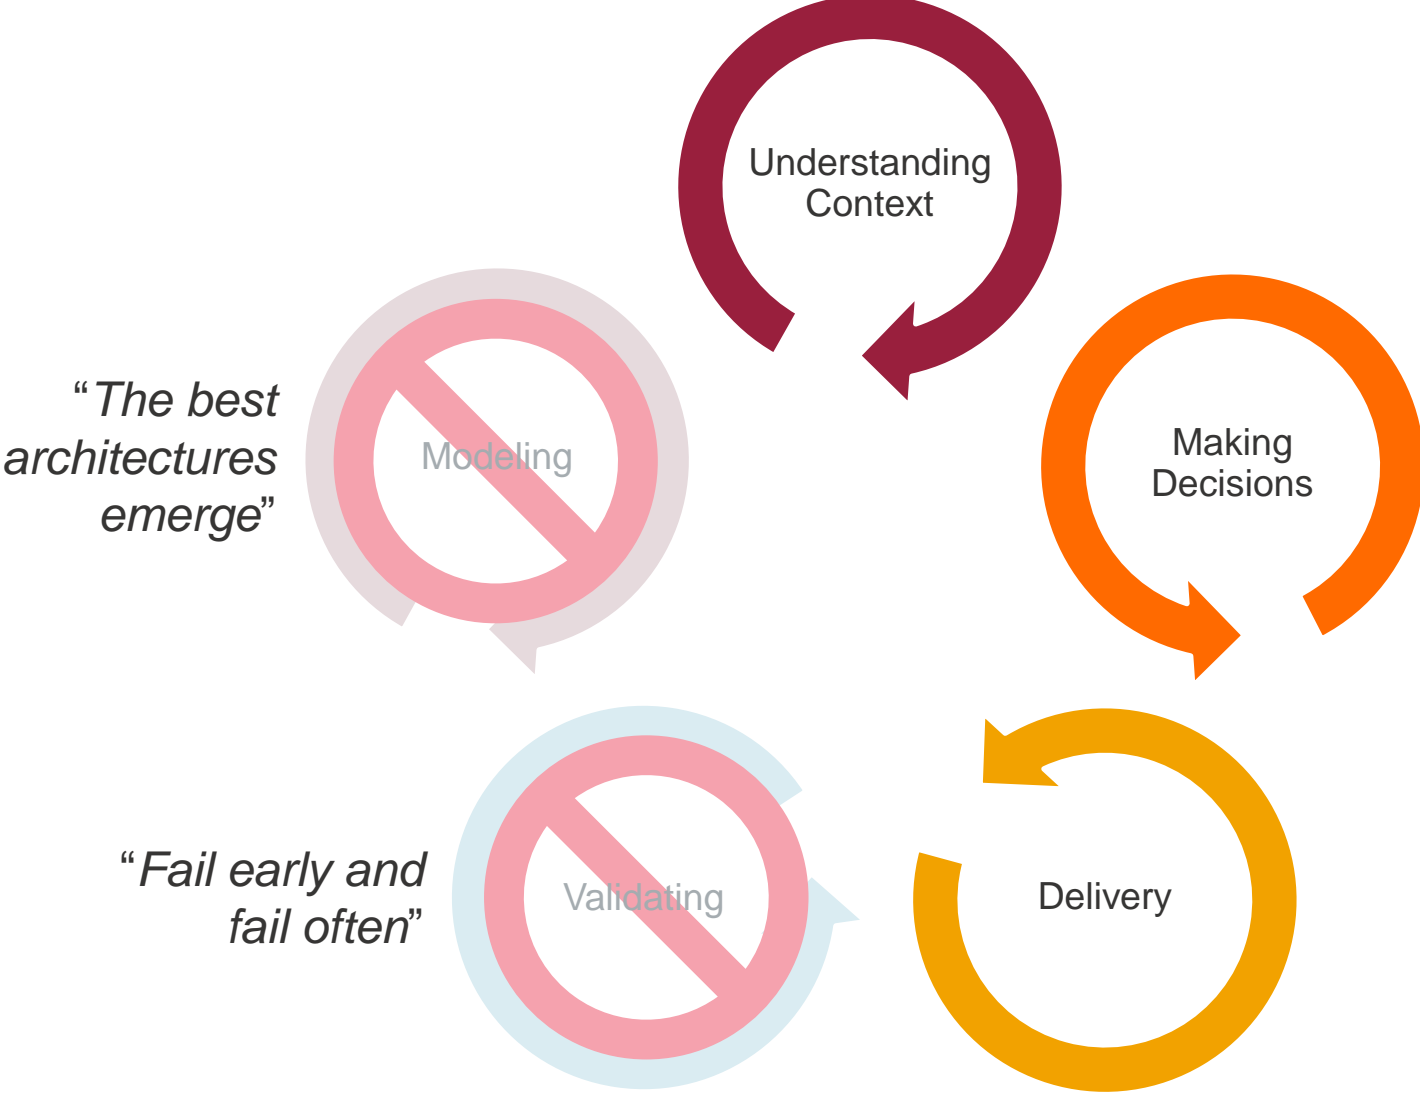 Understanding
Context
Making
Decisions
“The best
architectures
emerge”
Modeling
“Fail early and
fail often”
Validating
Delivery